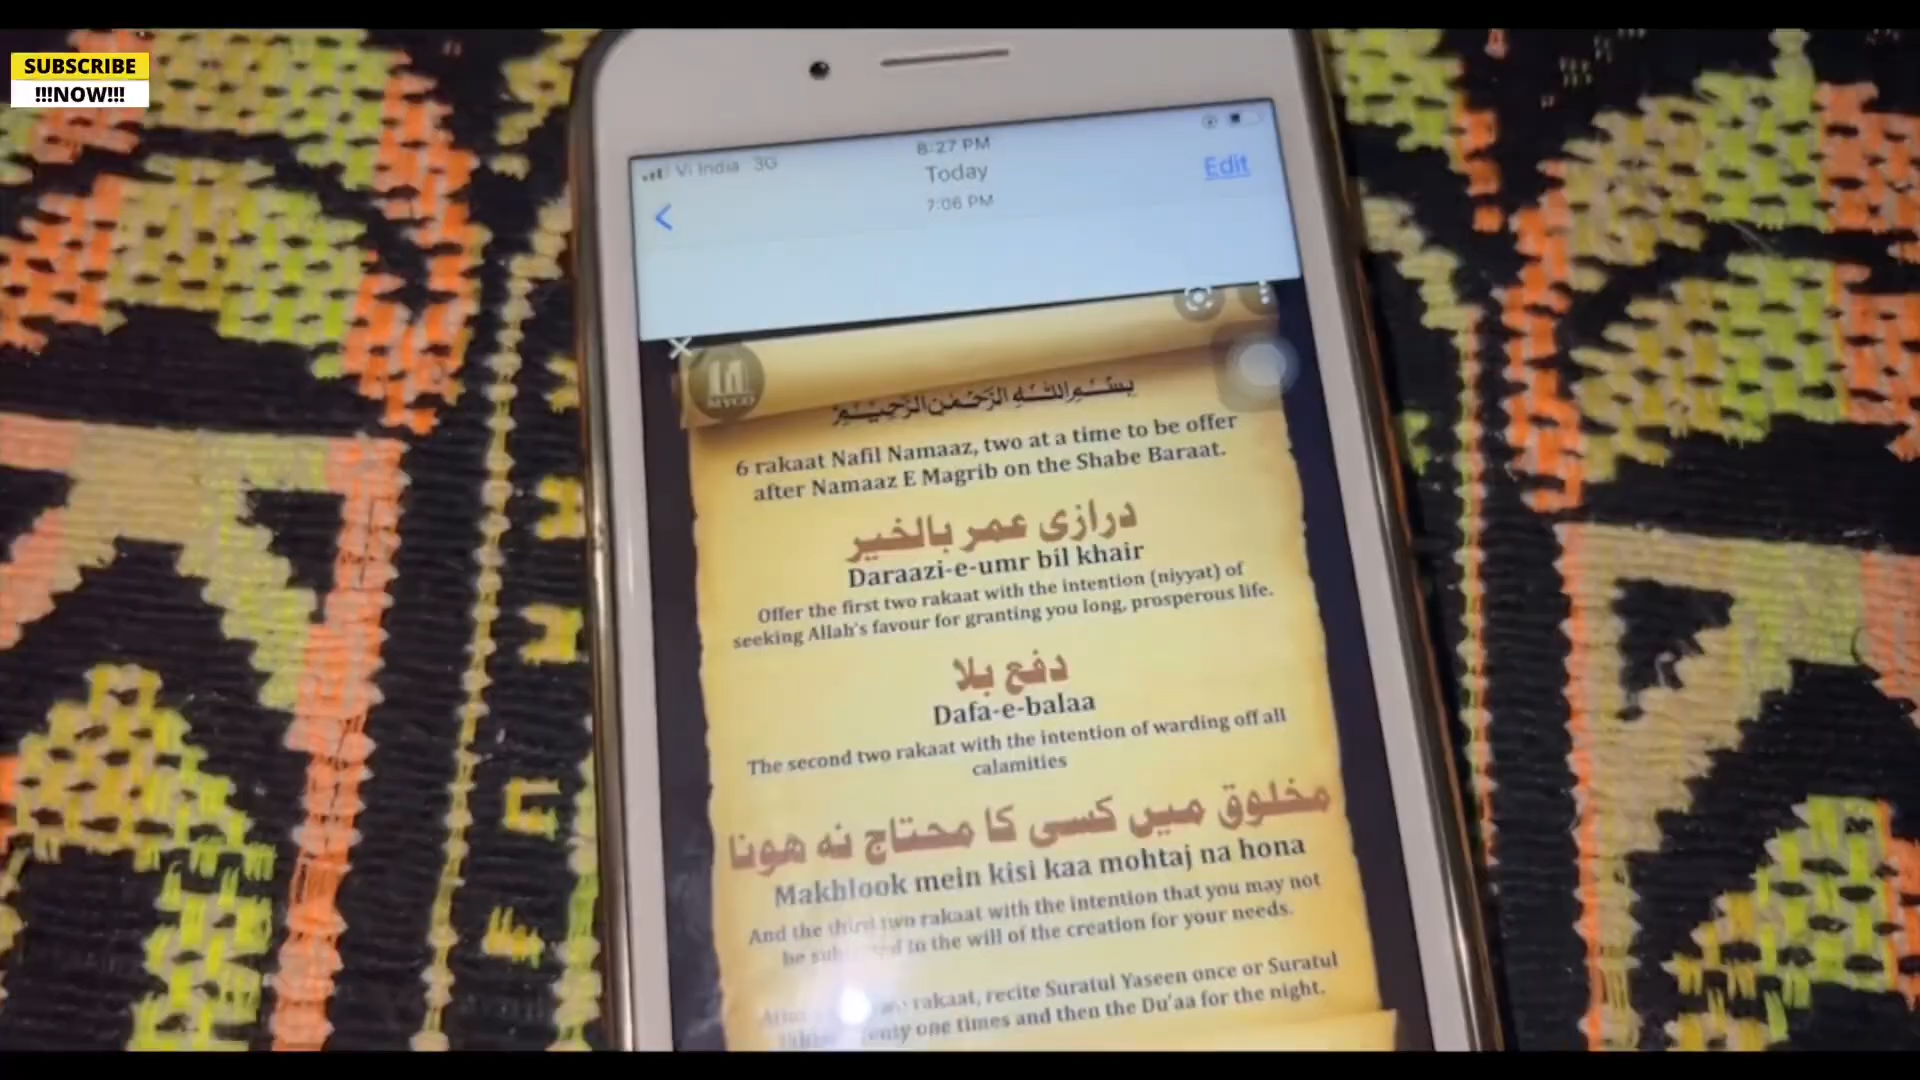 SUBSCRIBE
!!!NOW!!!
Vi India 3G
8:27 PM
Today
7:06 PM
Edit
MYCO
بسم الله الرحمن الرحيم
6 rakaat Nafil Namaaz, two at a time to be offer
after Namaaz E Magrib on the Shabe Baraat.
درازی عمر بالخیر
Daraazi-e-umr bil khair
Offer the first two rakaat with the intention (niyyat) of
seeking Allah's favour for granting you long, prosperous life.
دفع بلا
Dafa-e-balaa
The second two rakaat with the intention of warding off all
calamities
مخلوق میں کسی کا محتاج نہ ہونا
Makhlook mein kisi kaa mohtaj na hona
And the third two rakaat with the intention that you may not
be to the will of the creation for your needs.
rakaat, recite Suratul Yaseen once or Suratul
one times and then the Du'aa for the night.